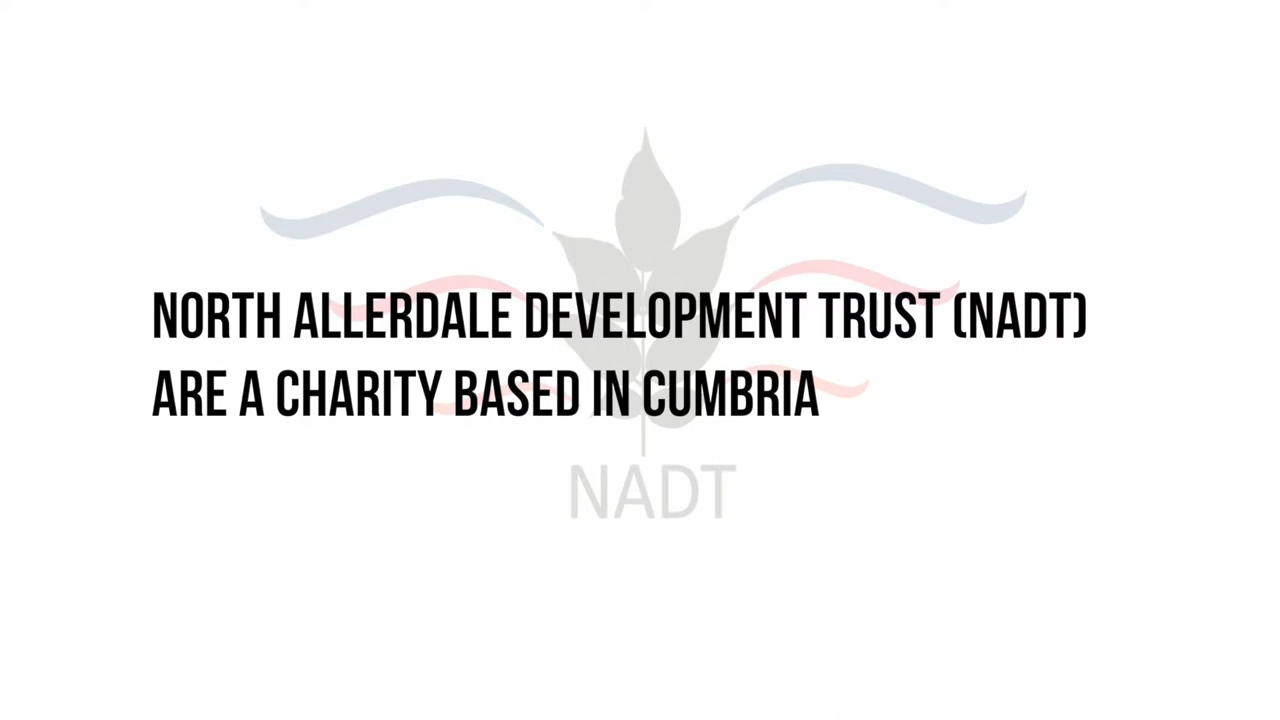 NORTH ALLERDALE DEVELOPMENT TRUST (NADT)
ARE A CHARITY BASED IN CUMBRIA
NADT